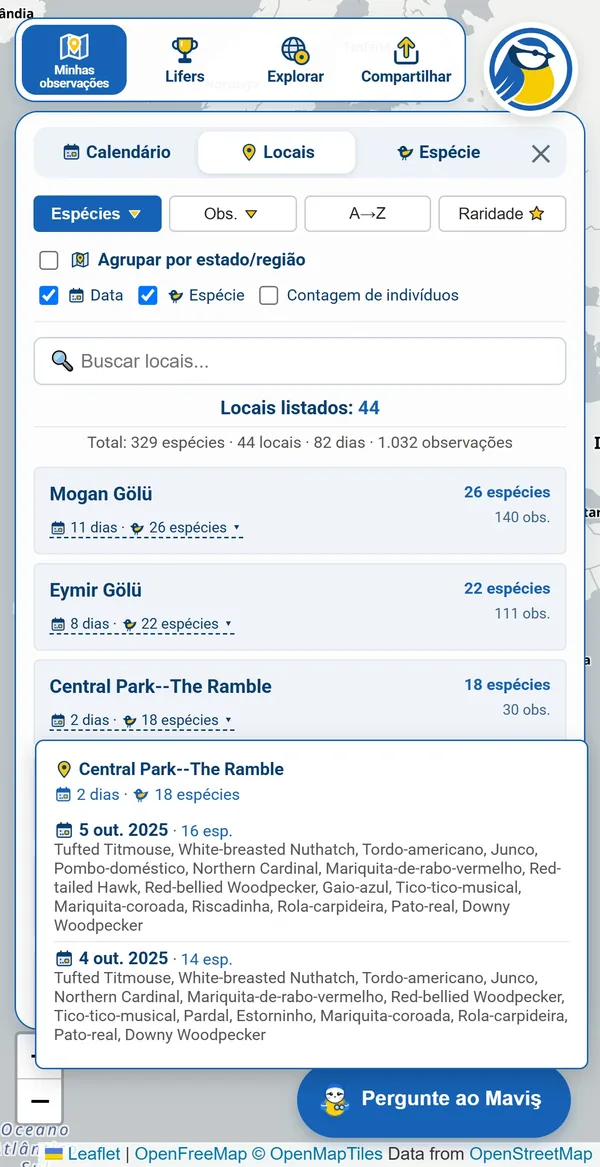 ândia
Minhas
observações
Lifers
Explorar
Compartilhar
Calendário
Locais
Espécie
Espécies
Obs.
A→Z
Raridade
Agrupar por estado/região
Data
Espécie
Contagem de indivíduos
Buscar locais...
Locais listados: 44
Total: 329 espécies · 44 locais · 82 dias · 1.032 observações
Mogan Gölü
26 espécies
11 dias · 26 espécies
140 obs.
Eymir Gölü
22 espécies
8 dias · 22 espécies
111 obs.
Central Park--The Ramble
18 espécies
2 dias · 18 espécies
30 obs.
Central Park--The Ramble
2 dias · 18 espécies
5 out. 2025 · 16 esp.
Tufted Titmouse, White-breasted Nuthatch, Tordo-americano, Junco,
Pombo-doméstico, Northern Cardinal, Mariquita-de-rabo-vermelho, Red-
tailed Hawk, Red-bellied Woodpecker, Gaio-azul, Tico-tico-musical,
Mariquita-coroada, Riscadinha, Rola-carpideira, Pato-real, Downy
Woodpecker
4 out. 2025 · 14 esp.
Tufted Titmouse, White-breasted Nuthatch, Tordo-americano, Junco,
Northern Cardinal, Mariquita-de-rabo-vermelho, Red-bellied Woodpecker,
Tico-tico-musical, Pardal, Estorninho, Mariquita-coroada, Rola-carpideira,
Pato-real, Downy Woodpecker
Pergunte ao Maviş
Oceano
Leaflet | OpenFreeMap © OpenMapTiles Data from OpenStreetMap